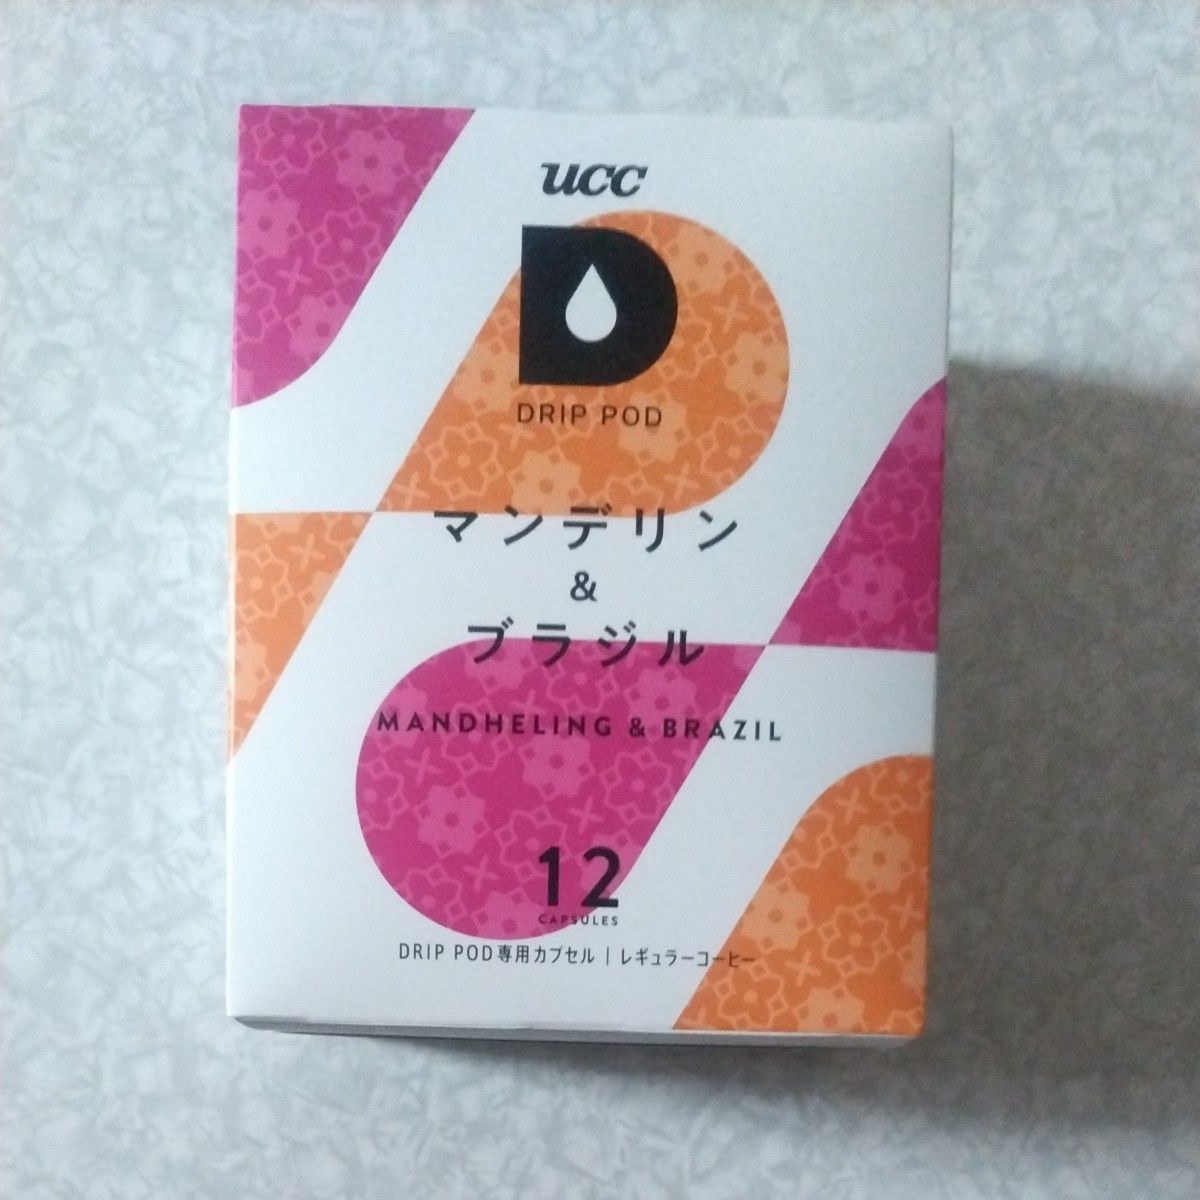 UCC
DRIP POD
マンデリン
&
ブラジル
MANDHELING & BRAZIL
12
CAPSULES
DRIP POD専用カプセル | レギュラーコーヒー